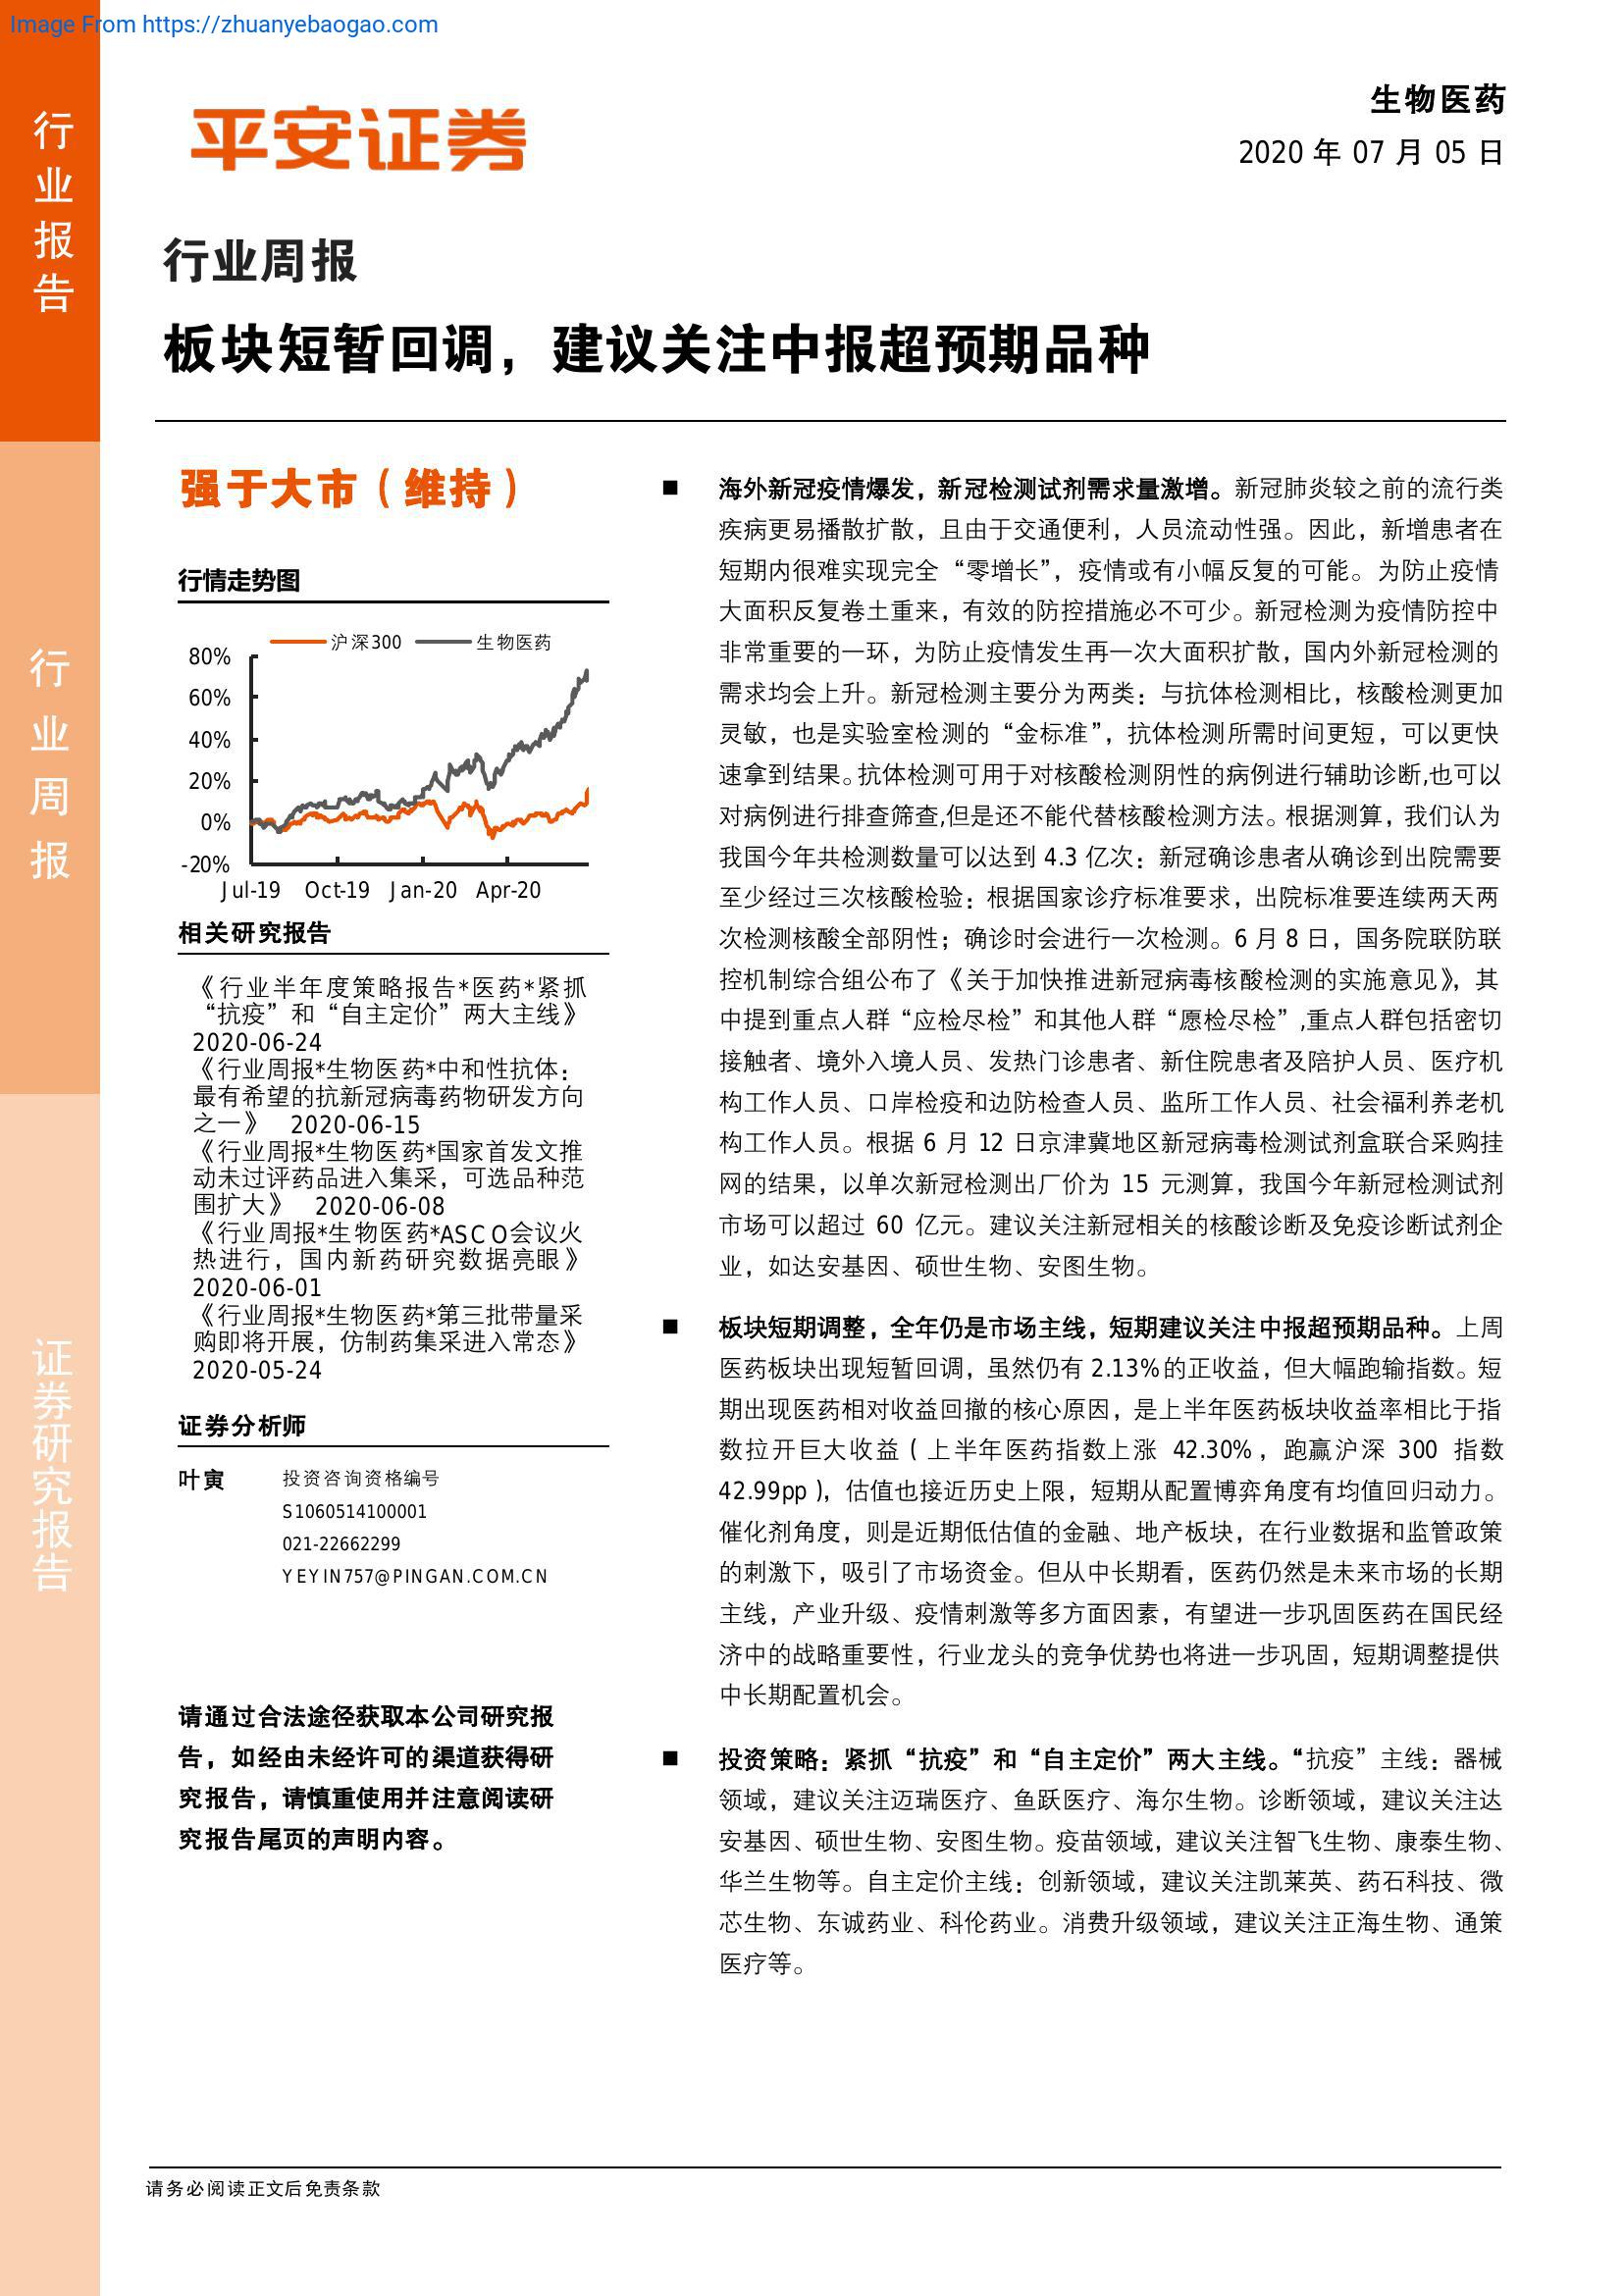 Image From https://zhuanyebaogao.com
行业报告
行业周报
证券研究报告
平安证券
生物医药
2020 年 07 月 05 日
行业周报
板块短暂回调，建议关注中报超预期品种
强于大市（维持）
行情走势图
沪深300 生物医药
80%
60%
40%
20%
0%
-20%
Jul-19 Oct-19 Jan-20 Apr-20
相关研究报告
《行业半年度策略报告*医药*紧抓
“抗疫”和“自主定价”两大主线》
2020-06-24
《行业周报*生物医药*中和性抗体：
最有希望的抗新冠病毒药物研发方向
之一》 2020-06-15
《行业周报*生物医药*国家首发文推
动未过评药品进入集采，可选品种范
围扩大》 2020-06-08
《行业周报*生物医药*ASCO会议火
热进行，国内新药研究数据亮眼》
2020-06-01
《行业周报*生物医药*第三批带量采
购即将开展，仿制药集采进入常态》
2020-05-24
证券分析师
叶寅 投资咨询资格编号
S1060514100001
021-22662299
YEYIN757@PINGAN.COM.CN
请通过合法途径获取本公司研究报
告，如经由未经许可的渠道获得研
究报告，请慎重使用并注意阅读研
究报告尾页的声明内容。
■ 海外新冠疫情爆发，新冠检测试剂需求量激增。新冠肺炎较之前的流行类
疾病更易播散扩散，且由于交通便利，人员流动性强。因此，新增患者在
短期内很难实现完全“零增长”，疫情或有小幅反复的可能。为防止疫情
大面积反复卷土重来，有效的防控措施必不可少。新冠检测为疫情防控中
非常重要的一环，为防止疫情发生再一次大面积扩散，国内外新冠检测的
需求均会上升。新冠检测主要分为两类：与抗体检测相比，核酸检测更加
灵敏，也是实验室检测的“金标准”，抗体检测所需时间更短，可以更快
速拿到结果。抗体检测可用于对核酸检测阴性的病例进行辅助诊断,也可以
对病例进行排查筛查,但是还不能代替核酸检测方法。根据测算，我们认为
我国今年共检测数量可以达到 4.3 亿次：新冠确诊患者从确诊到出院需要
至少经过三次核酸检验：根据国家诊疗标准要求，出院标准要连续两天两
次检测核酸全部阴性；确诊时会进行一次检测。6 月 8 日，国务院联防联
控机制综合组公布了《关于加快推进新冠病毒核酸检测的实施意见》，其
中提到重点人群“应检尽检”和其他人群“愿检尽检”,重点人群包括密切
接触者、境外入境人员、发热门诊患者、新住院患者及陪护人员、医疗机
构工作人员、口岸检疫和边防检查人员、监所工作人员、社会福利养老机
构工作人员。根据 6 月 12 日京津冀地区新冠病毒检测试剂盒联合采购挂
网的结果，以单次新冠检测出厂价为 15 元测算，我国今年新冠检测试剂
市场可以超过 60 亿元。建议关注新冠相关的核酸诊断及免疫诊断试剂企
业，如达安基因、硕世生物、安图生物。
■ 板块短期调整，全年仍是市场主线，短期建议关注中报超预期品种。上周
医药板块出现短暂回调，虽然仍有 2.13%的正收益，但大幅跑输指数。短
期出现医药相对收益回撤的核心原因，是上半年医药板块收益率相比于指
数拉开巨大收益（上半年医药指数上涨 42.30%，跑赢沪深 300 指数
42.99pp），估值也接近历史上限，短期从配置博弈角度有均值回归动力。
催化剂角度，则是近期低估值的金融、地产板块，在行业数据和监管政策
的刺激下，吸引了市场资金。但从中长期看，医药仍然是未来市场的长期
主线，产业升级、疫情刺激等多方面因素，有望进一步巩固医药在国民经
济中的战略重要性，行业龙头的竞争优势也将进一步巩固，短期调整提供
中长期配置机会。
■ 投资策略：紧抓“抗疫”和“自主定价”两大主线。“抗疫”主线：器械
领域，建议关注迈瑞医疗、鱼跃医疗、海尔生物。诊断领域，建议关注达
安基因、硕世生物、安图生物。疫苗领域，建议关注智飞生物、康泰生物、
华兰生物等。自主定价主线：创新领域，建议关注凯莱英、药石科技、微
芯生物、东诚药业、科伦药业。消费升级领域，建议关注正海生物、通策
医疗等。
请务必阅读正文后免责条款